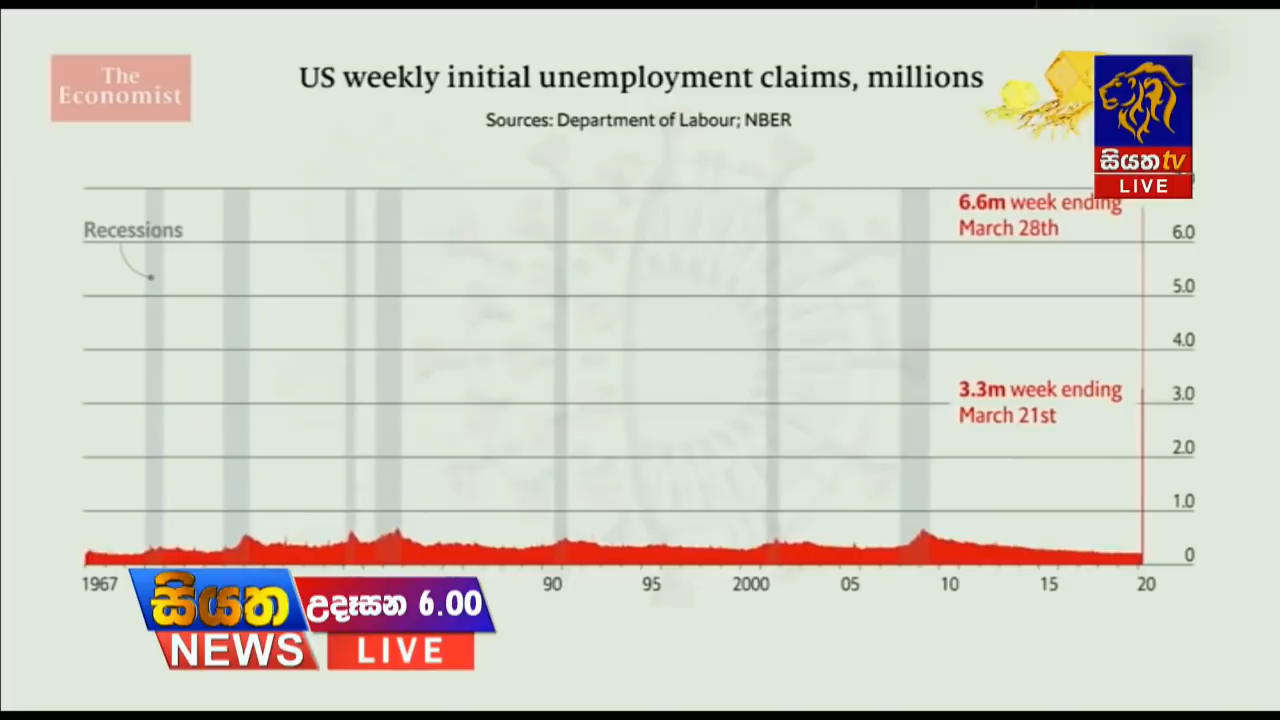 The
Economist
US weekly initial unemployment claims, millions
Sources: Department of Labour; NBER
සියත tv
LIVE
Recessions
6.6m week ending
March 28th
6.0
5.0
4.0
3.3m week ending
March 21st
3.0
2.0
1.0
0
1967 90 95 2000 05 10 15 20
සියත උදෑසන 6.00
NEWS LIVE